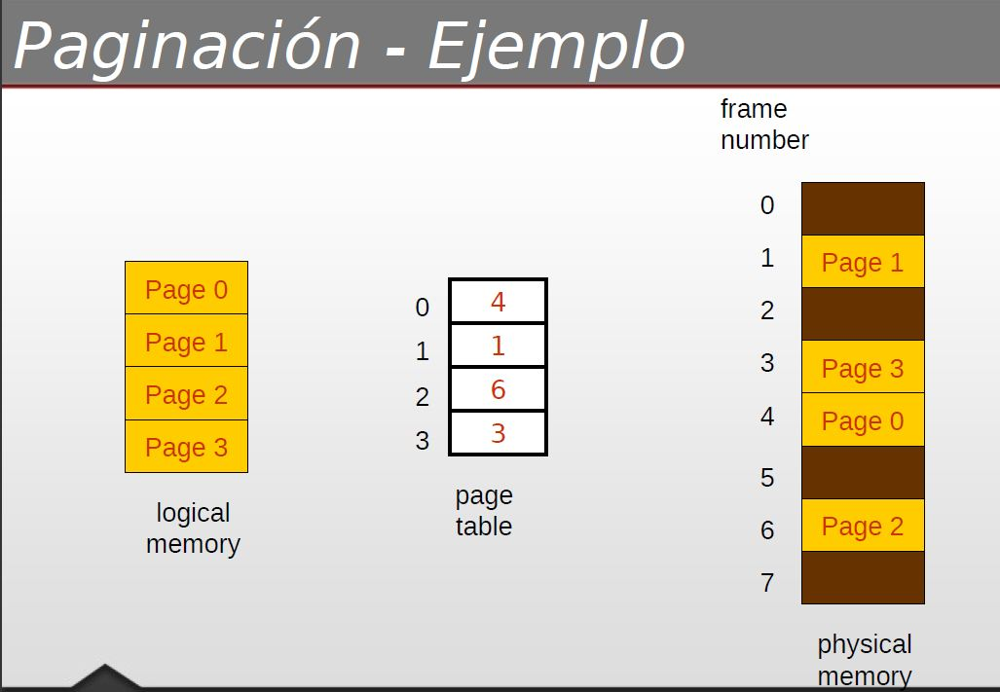 Paginación - Ejemplo
frame
number
0
1
2
3
4
5
6
7
Page 1
Page 3
Page 0
Page 2
physical
memory
Page 0
Page 1
Page 2
Page 3
logical
memory
0
1
2
3
4
1
6
3
page
table